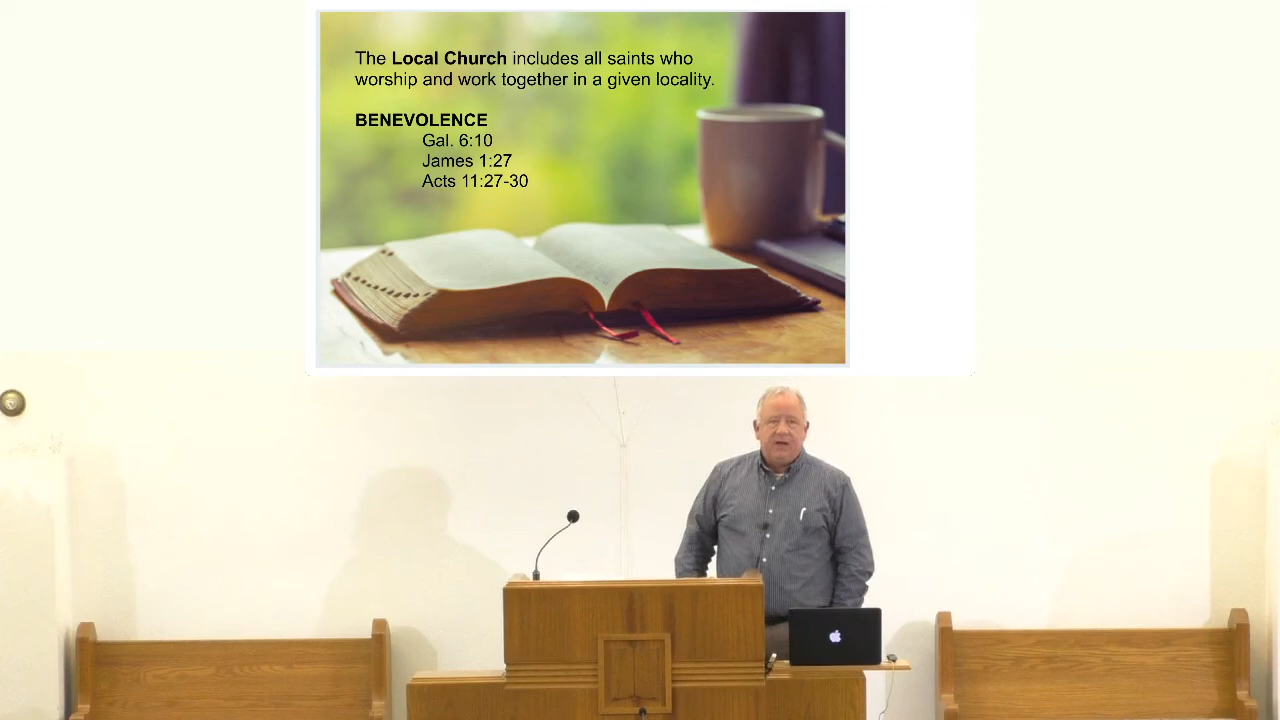 The Local Church includes all saints who
worship and work together in a given locality.
BENEVOLENCE
Gal. 6:10
James 1:27
Acts 11:27-30